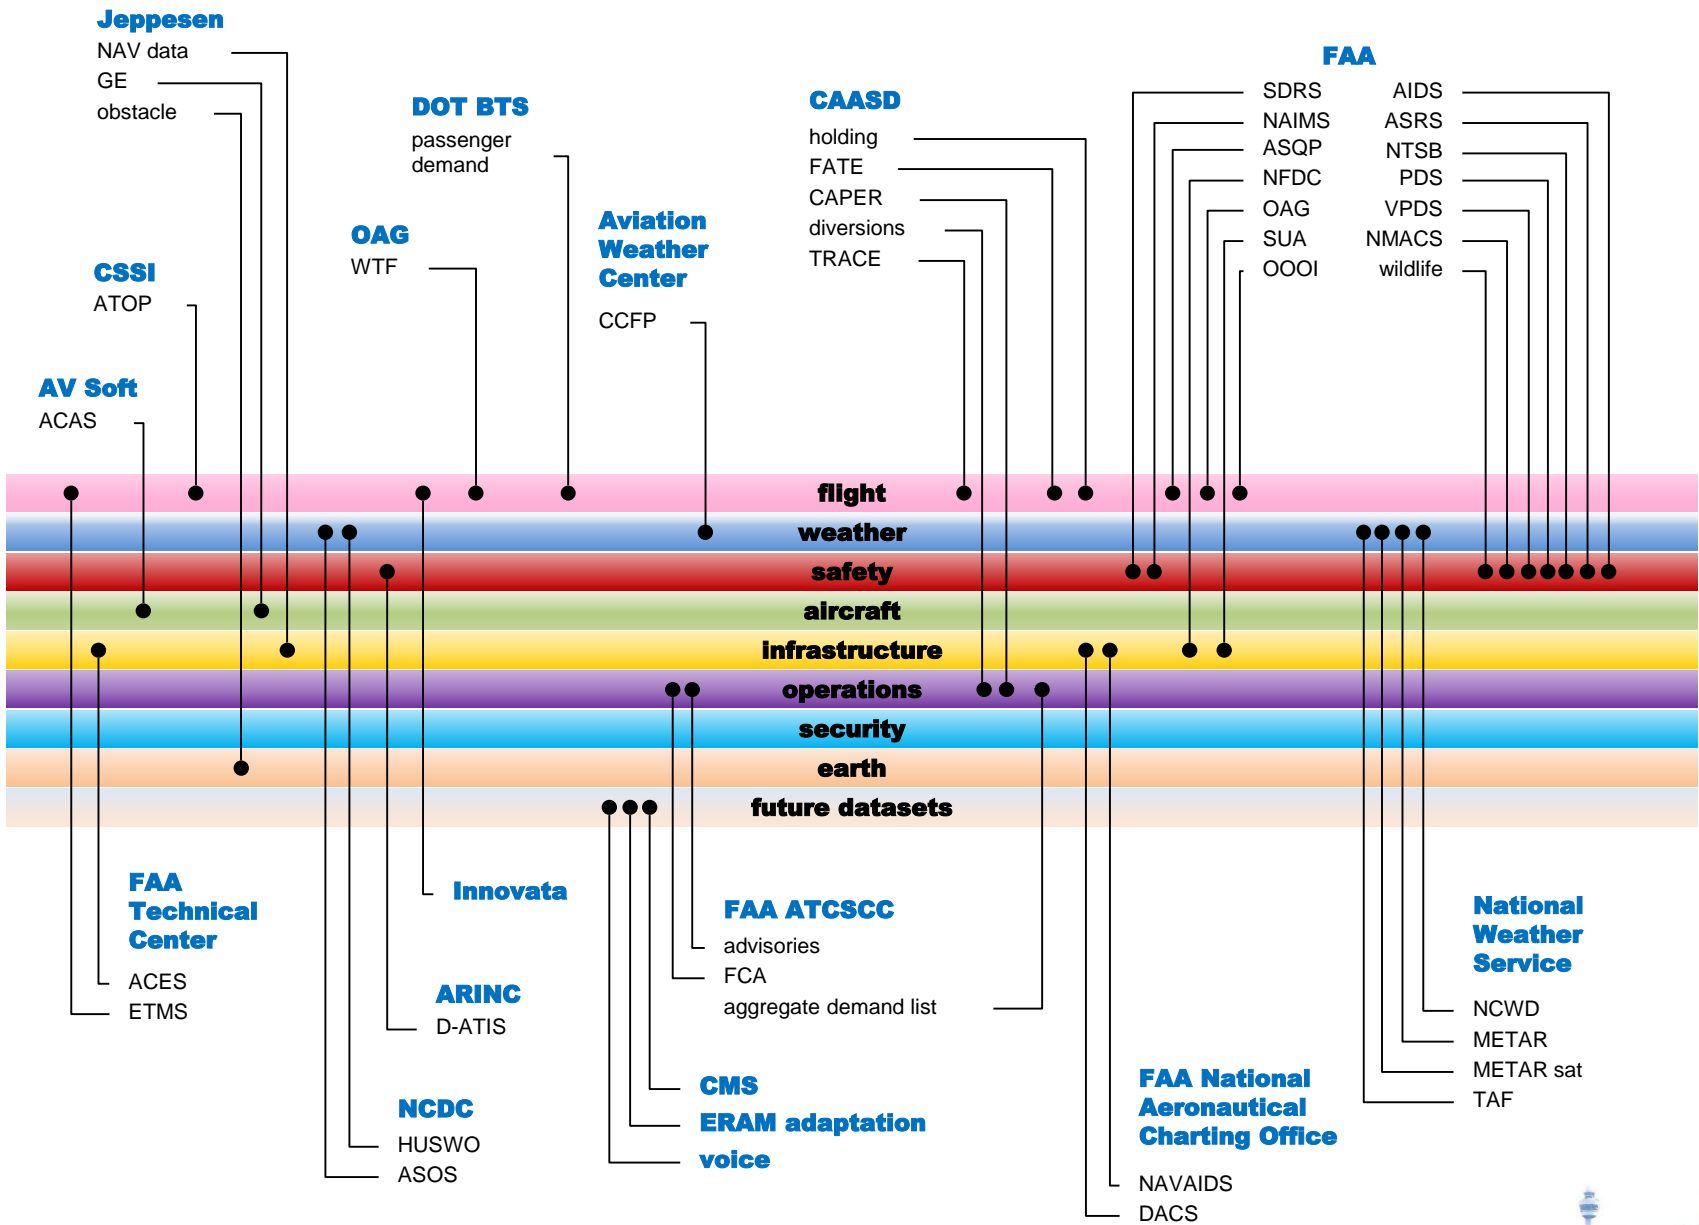 Jeppesen
NAV data
GE
obstacle
DOT BTS
passenger
demand
OAG
WTF
Aviation
Weather
Center
CCFP
CSSI
ATOP
AV Soft
ACAS
CAASD
holding
FATE
CAPER
diversions
TRACE
FAA
SDRS
NAIMS
ASQP
NFDC
OAG
SUA
OOOI
AIDS
ASRS
NTSB
PDS
VPDS
NMACS
wildlife
flight
weather
safety
aircraft
infrastructure
operations
security
earth
future datasets
FAA
Technical
Center
ACES
ETMS
Innovata
ARINC
D-ATIS
NCDC
HUSWO
ASOS
FAA ATCSCC
advisories
FCA
aggregate demand list
CMS
ERAM adaptation
voice
FAA National
Aeronautical
Charting Office
NAVAIDS
DACS
National
Weather
Service
NCWD
METAR
METAR sat
TAF